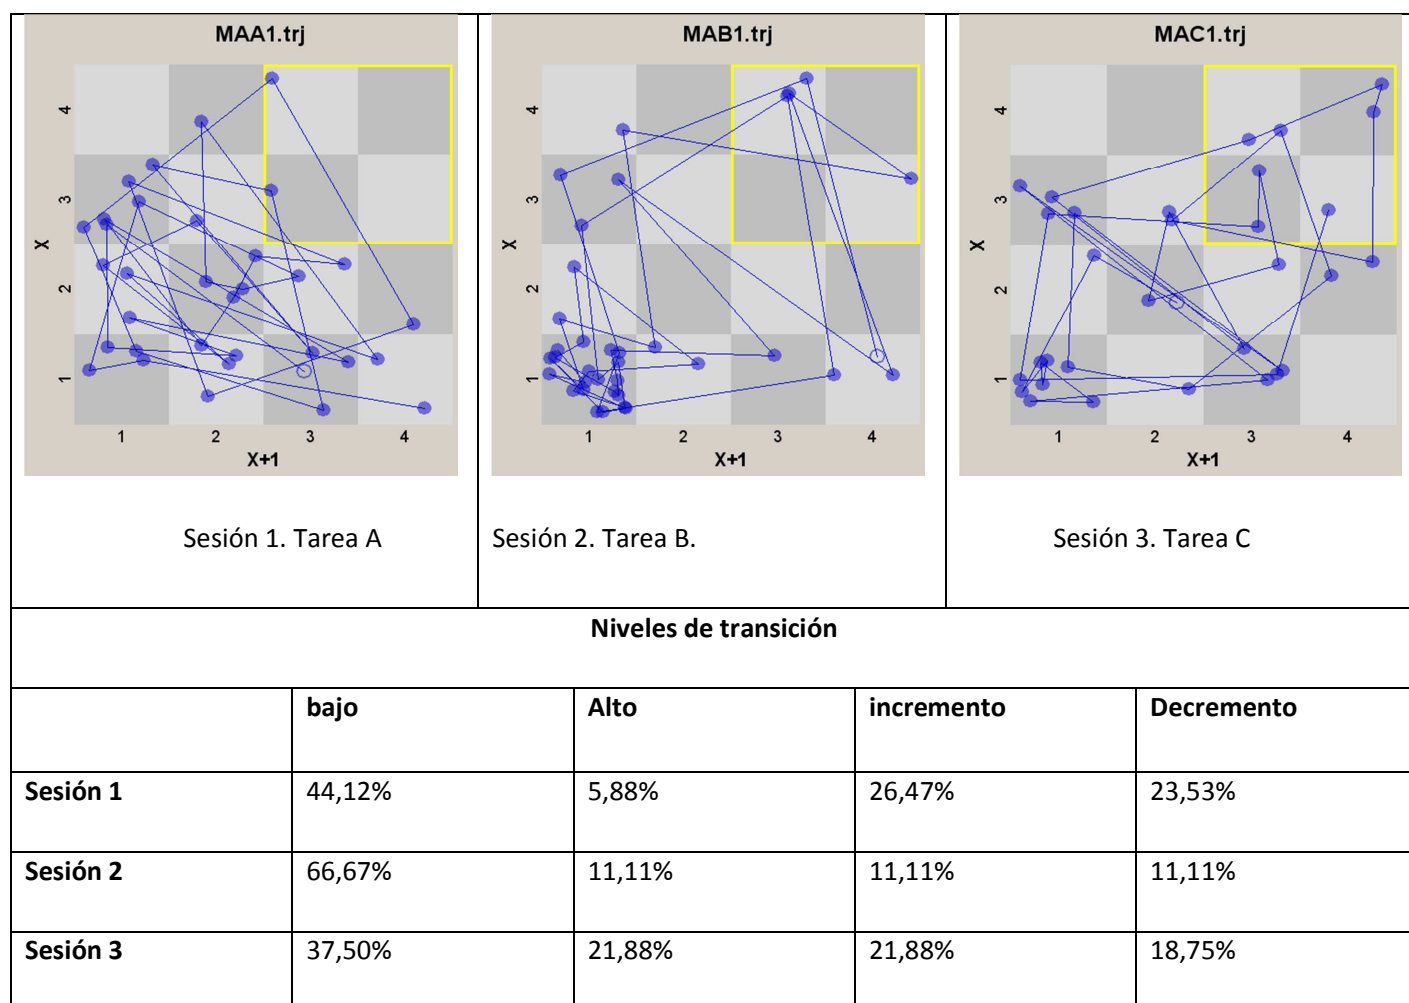 MAA1.trj
4
3
X
2
1
1 2 3 4
X+1
Sesión 1. Tarea A
MAB1.trj
4
3
X
2
1
1 2 3 4
X+1
Sesión 2. Tarea B.
MAC1.trj
4
3
X
2
1
1 2 3 4
X+1
Sesión 3. Tarea C
Niveles de transición
bajo Alto incremento Decremento
Sesión 1 44,12% 5,88% 26,47% 23,53%
Sesión 2 66,67% 11,11% 11,11% 11,11%
Sesión 3 37,50% 21,88% 21,88% 18,75%